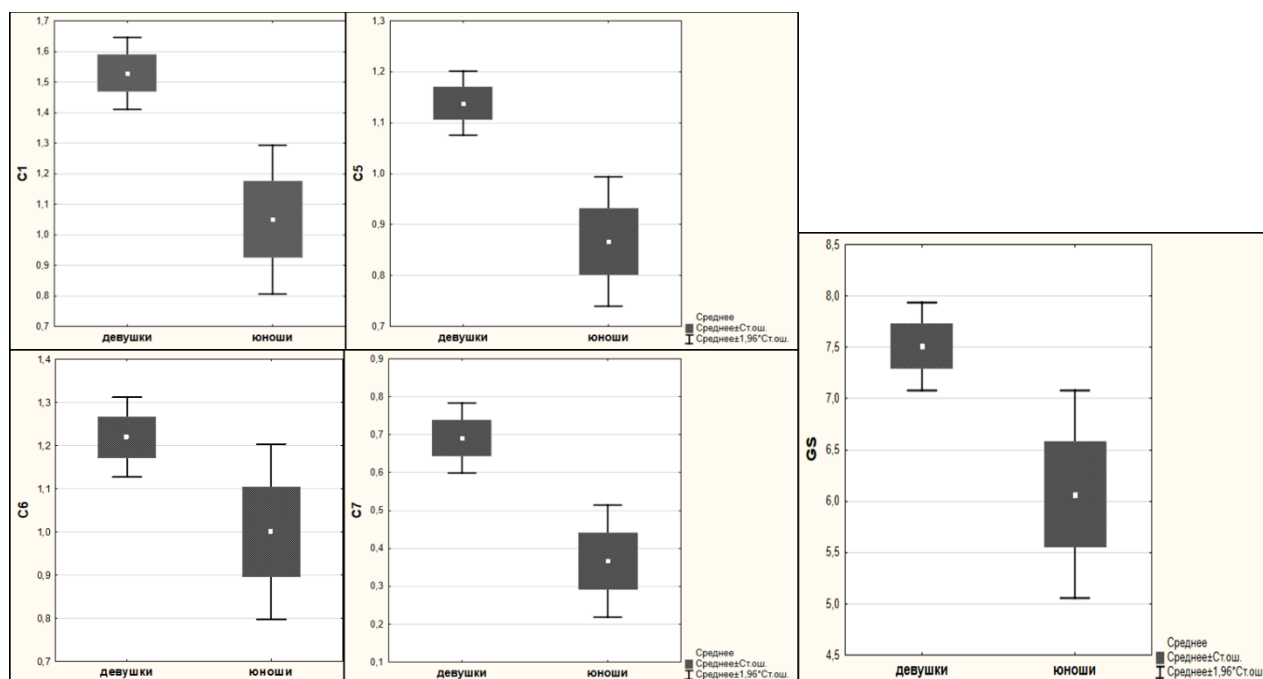 C1
1,7
1,6
1,5
1,4
1,3
1,2
1,1
1,0
0,9
0,8
0,7
девушки
юноши
C5
1,3
1,2
1,1
1,0
0,9
0,8
0,7
девушки
юноши
Среднее
Среднее±Ст.ош.
Среднее±1,96*Ст.ош.
C6
1,4
1,3
1,2
1,1
1,0
0,9
0,8
0,7
девушки
юноши
C7
0,9
0,8
0,7
0,6
0,5
0,4
0,3
0,2
0,1
девушки
юноши
Среднее
Среднее±Ст.ош.
Среднее±1,96*Ст.ош.
GS
8,5
8,0
7,5
7,0
6,5
6,0
5,5
5,0
4,5
девушки
юноши
Среднее
Среднее±Ст.ош.
Среднее±1,96*Ст.ош